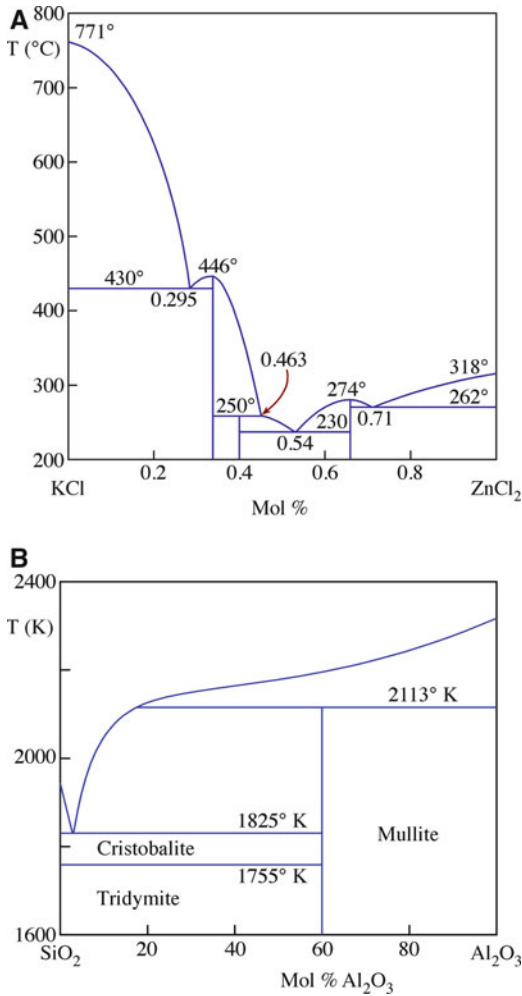 A
800
T (°C)
771°
700
600
500
446°
430°
400
0.295
0.463
318°
300
274°
250°
262°
230
0.71
0.54
200
KCl
0.2
0.4
0.6
0.8
ZnCl₂
Mol %
B
2400
T (K)
2113° K
2000
1825° K
Mullite
Cristobalite
1755° K
Tridymite
1600
SiO₂
20
40
60
80
Al₂O₃
Mol % Al₂O₃